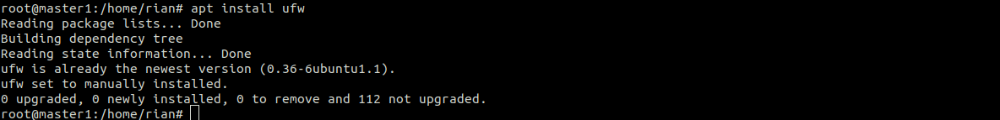 root@master1:/home/rian# apt install ufw
Reading package lists... Done
Building dependency tree
Reading state information... Done
ufw is already the newest version (0.36-6ubuntu1.1).
ufw set to manually installed.
0 upgraded, 0 newly installed, 0 to remove and 112 not upgraded.
root@master1:/home/rian#